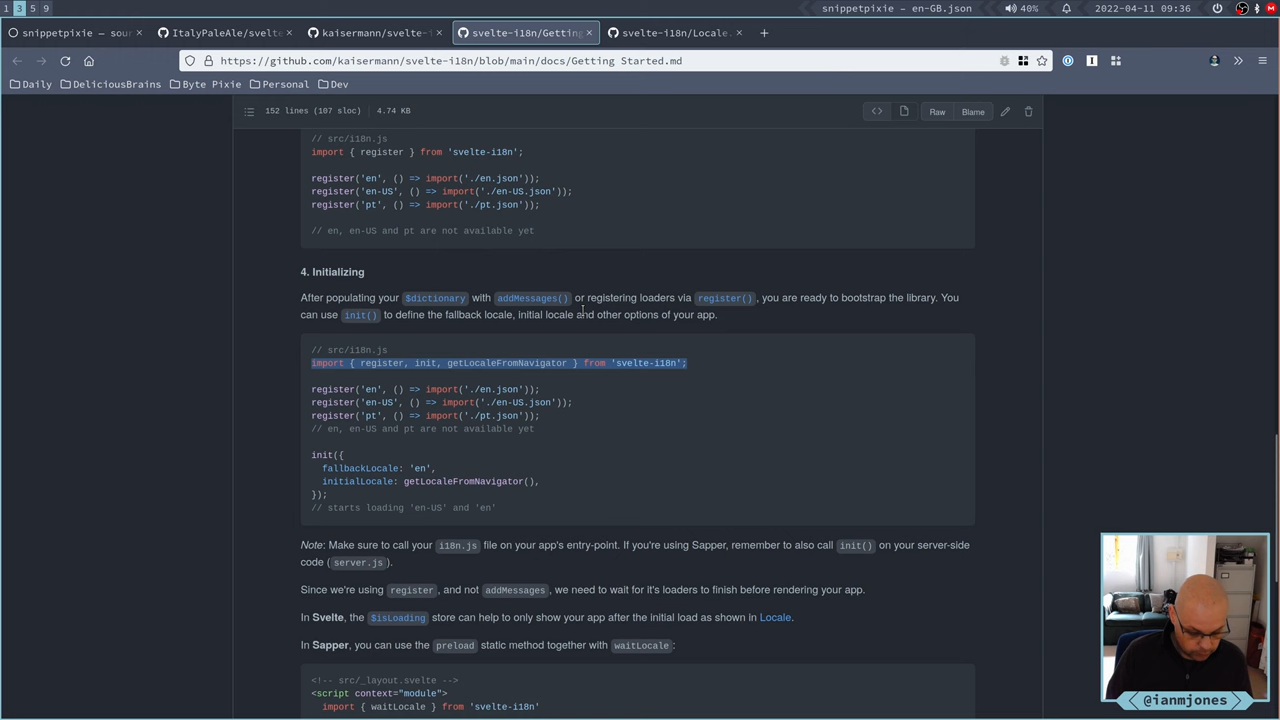 1 3 5 9
snippetpixie – en-GB.json
40%
2022-04-11 09:36
snippetpixie — sour
ItalyPaleAle/svelte
kaisermann/svelte-i
svelte-i18n/Getting
svelte-i18n/Locale.
https://github.com/kaisermann/svelte-i18n/blob/main/docs/Getting Started.md
Daily DeliciousBrains Byte Pixie Personal Dev
152 lines (107 sloc) 4.74 KB
Raw Blame
// src/i18n.js
import { register } from 'svelte-i18n';
register('en', () => import('./en.json'));
register('en-US', () => import('./en-US.json'));
register('pt', () => import('./pt.json'));
// en, en-US and pt are not available yet
4. Initializing
After populating your $dictionary with addMessages() or registering loaders via register(), you are ready to bootstrap the library. You
can use init() to define the fallback locale, initial locale and other options of your app.
// src/i18n.js
import { register, init, getLocaleFromNavigator } from 'svelte-i18n';
register('en', () => import('./en.json'));
register('en-US', () => import('./en-US.json'));
register('pt', () => import('./pt.json'));
// en, en-US and pt are not available yet
init({
fallbackLocale: 'en',
initialLocale: getLocaleFromNavigator(),
});
// starts loading 'en-US' and 'en'
Note: Make sure to call your i18n.js file on your app's entry-point. If you're using Sapper, remember to also call init() on your server-side
code (server.js).
Since we're using register, and not addMessages, we need to wait for it's loaders to finish before rendering your app.
In Svelte, the $isLoading store can help to only show your app after the initial load as shown in Locale.
In Sapper, you can use the preload static method together with waitLocale:
<!-- src/_layout.svelte -->
<script context="module">
import { waitLocale } from 'svelte-i18n'
@ianmjones